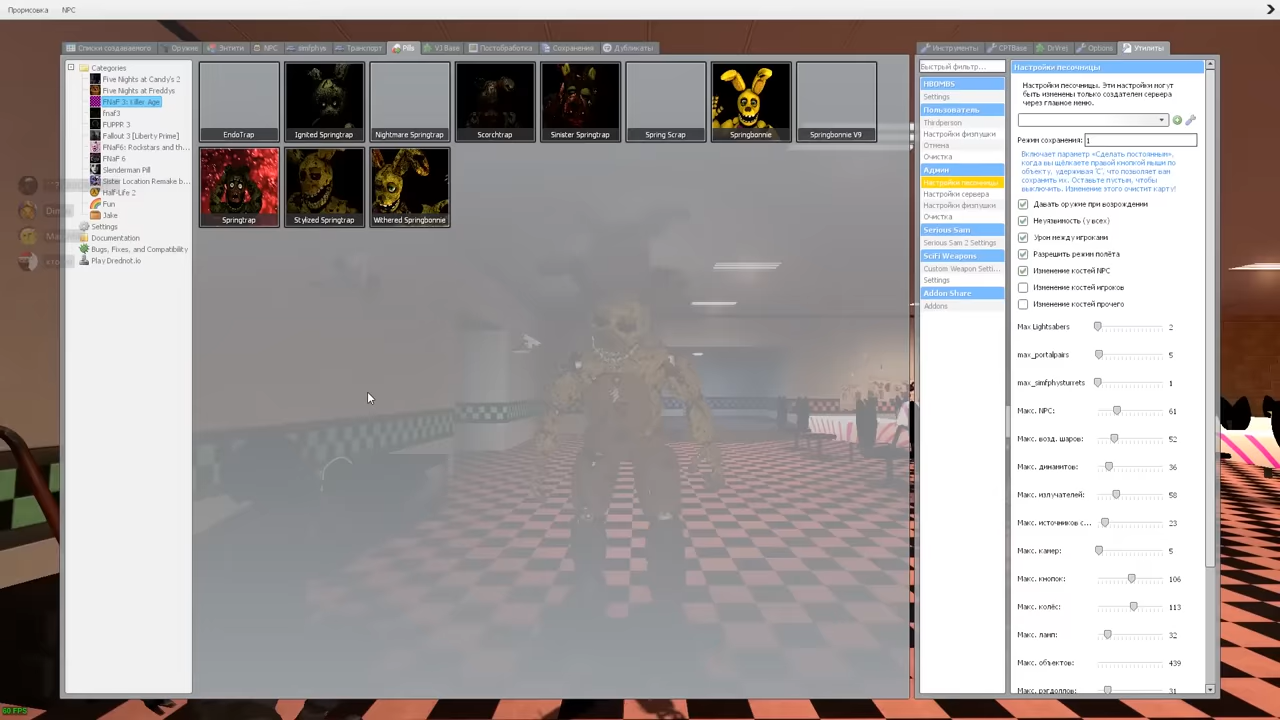 Прорисовка NPC
Списки создаваемого Оружие Энтити NPC simfphys Транспорт Pills VJ Base Постобработка Сохранения Дубликаты
Инструменты CPTBase DrVrej Options Утилиты
Categories
Five Nights at Candy's 2
Five Nights at Freddys
FNaF 3: Killer Age
fnaf3
PUPPR 3
Fallout 3 [Liberty Prime]
FNaF6: Rockstars and th...
FNaF 6
Slenderman Pill
Sister Location Remake b...
Half-Life 2
Fun
Jake
Settings
Documentation
Bugs, Fixes, and Compatibility
Play Drednot.io
EndoTrap
Ignited Springtrap
Nightmare Springtrap
Scorchtrap
Sinister Springtrap
Spring Scrap
Springbonnie
Springbonnie V9
Springtrap
Stylized Springtrap
Withered Springbonnie
Быстрый фильтр...
HBDMBS
Settings
Пользователь
Thirdperson
Настройки физпушки
Отмена
Очистка
Админ
Настройки песочницы
Настройки сервера
Настройки физпушки
Очистка
Serious Sam
Serious Sam 2 Settings
SciFi Weapons
Custom Weapon Setti...
Settings
Addon Share
Addons
Настройки песочницы
Настройки песочницы. Эти настройки могут
быть изменены только создателем сервера
через главное меню.
Режим сохранения: 1
Включает параметр «Сделать постоянным»,
когда вы щёлкаете правой кнопкой мыши по
объекту, удерживая 'C', что позволяет вам
сохранить их. Оставьте пустым, чтобы
выключить. Изменение этого очистит карту!
Давать оружие при возрождении
Неуязвимость (у всех)
Урон между игроками
Разрешить режим полёта
Изменение костей NPC
Изменение костей игроков
Изменение костей прочего
Max Lightsabers 2
max_portalpairs 5
max_simfphysturrets 1
Макс. NPC: 61
Макс. возд. шаров: 52
Макс. динамитов: 36
Макс. излучателей: 58
Макс. источников с... 23
Макс. камер: 5
Макс. кнопок: 106
Макс. колёс: 113
Макс. ламп: 32
Макс. объектов: 439
Макс. рэгдоллов: 31
60 FPS